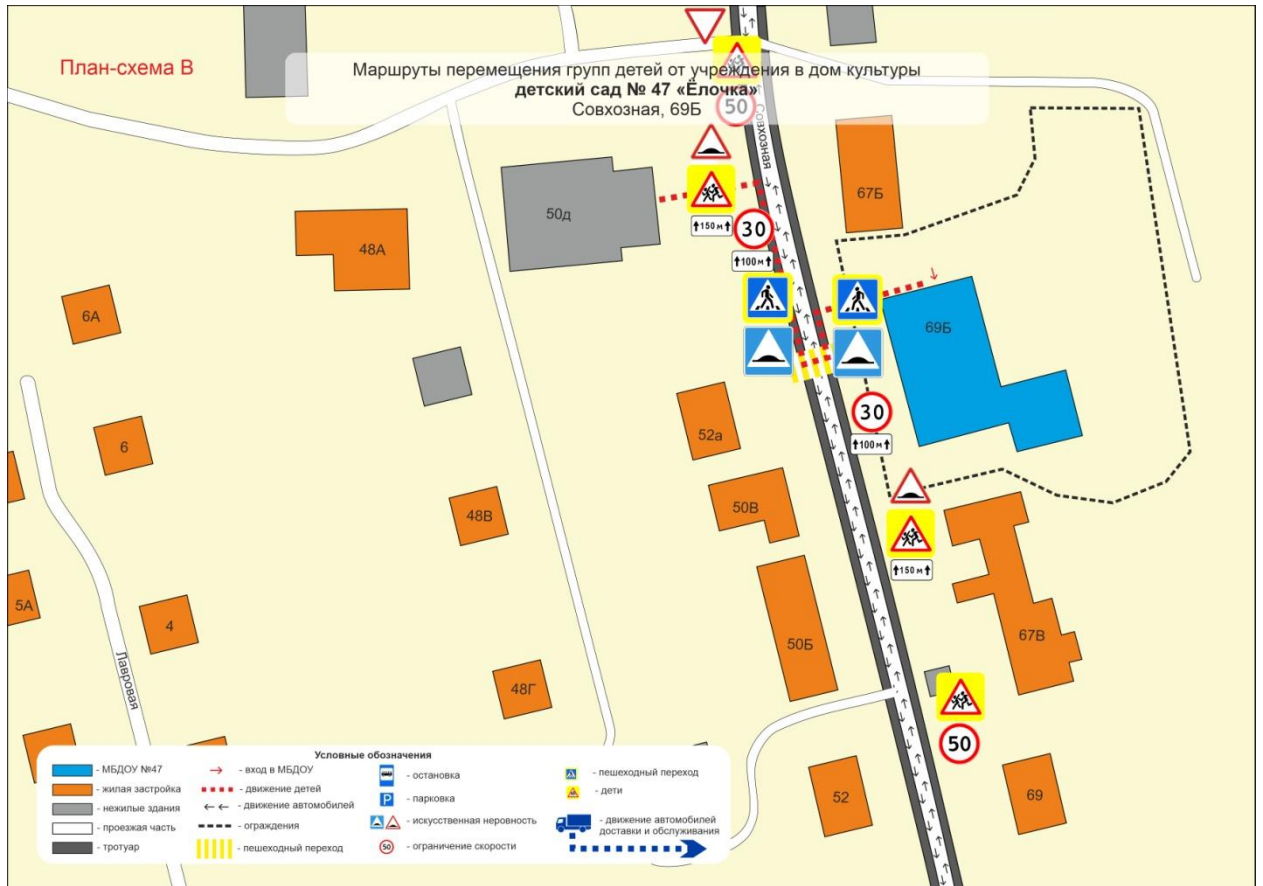 План-схема В
Маршруты перемещения групп детей от учреждения в дом культуры
детский сад № 47 «Ёлочка»
Совхозная, 69Б
50
Совхозная
67Б
50д
150 м
30
100 м
48А
6А
69Б
30
100 м
52а
6
48В
50В
150 м
5А
4
Лавровая
50Б
67В
48Г
50
52
69
Условные обозначения
- МБДОУ №47
- жилая застройка
- нежилые здания
- проезжая часть
- тротуар
- вход в МБДОУ
- движение детей
- движение автомобилей
- ограждения
- пешеходный переход
- остановка
P - парковка
- искусственная неровность
50 - ограничение скорости
- пешеходный переход
- дети
- движение автомобилей
доставки и обслуживания